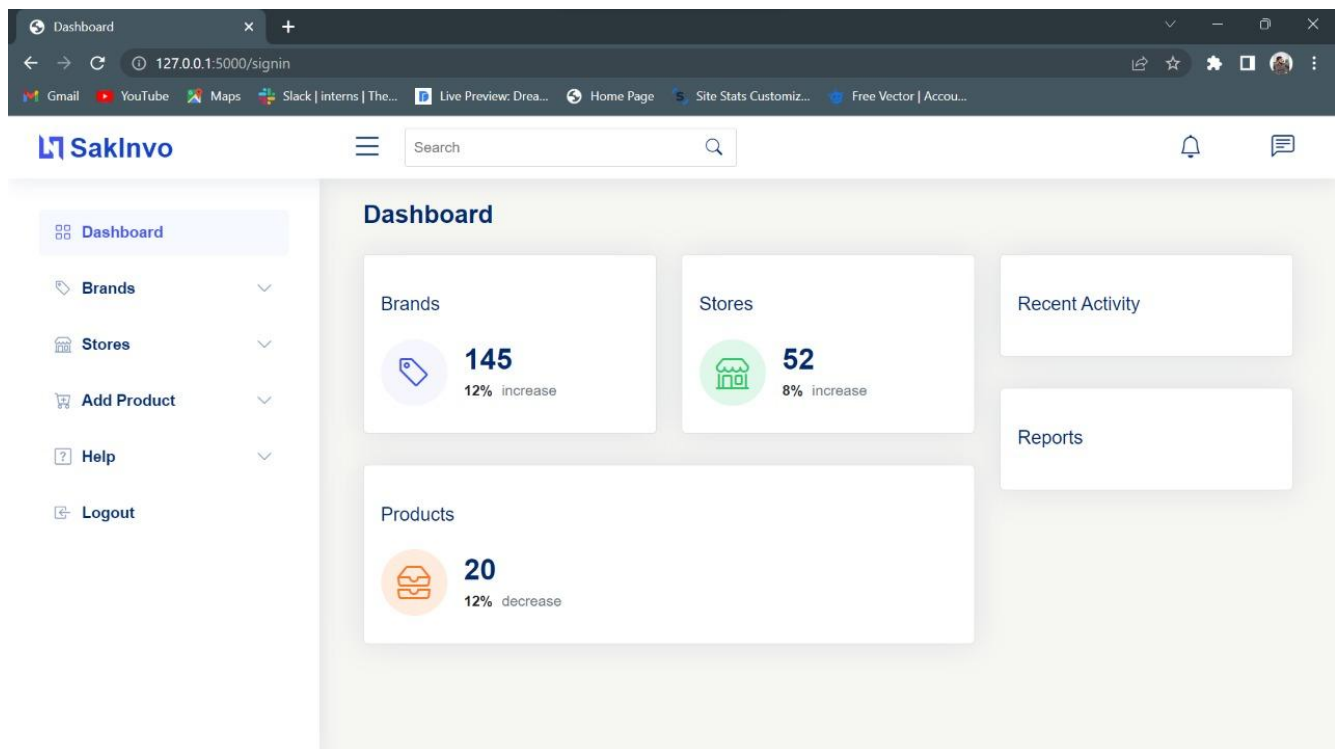 Dashboard
127.0.0.1:5000/signin
Gmail YouTube Maps Slack | interns | The... Live Preview: Drea... Home Page Site Stats Customiz... Free Vector | Accou...
SakInvo
Search
Dashboard
Brands
Stores
Add Product
Help
Logout
Dashboard
Brands
145
12% increase
Stores
52
8% increase
Recent Activity
Reports
Products
20
12% decrease